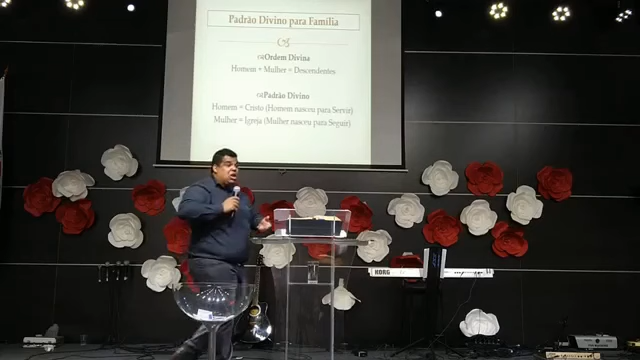 Padrão Divino para Família
Ordem Divina
Homem + Mulher = Descendentes
Padrão Divino
Homem = Cristo (Homem nasceu para Servir)
Mulher = Igreja (Mulher nasceu para Seguir)
KORG